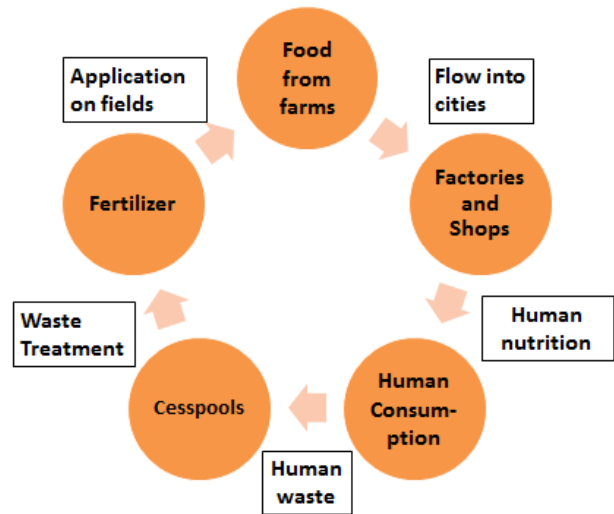 Food
from
farms
Flow into
cities
Factories
and
Shops
Human
nutrition
Human
Consum-
ption
Human
waste
Cesspools
Waste
Treatment
Fertilizer
Application
on fields